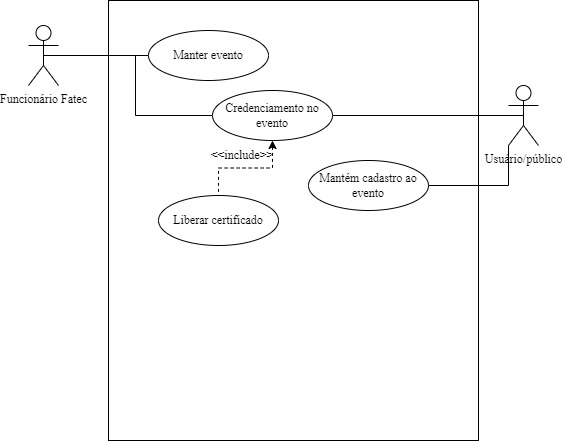 Manter evento
Funcionário Fatec
Credenciamento no
evento
<<include>>
Usuário/público
Mantém cadastro ao
evento
Liberar certificado